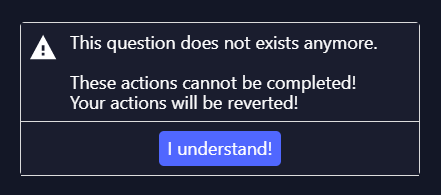 This question does not exists anymore.
These actions cannot be completed!
Your actions will be reverted!
I understand!